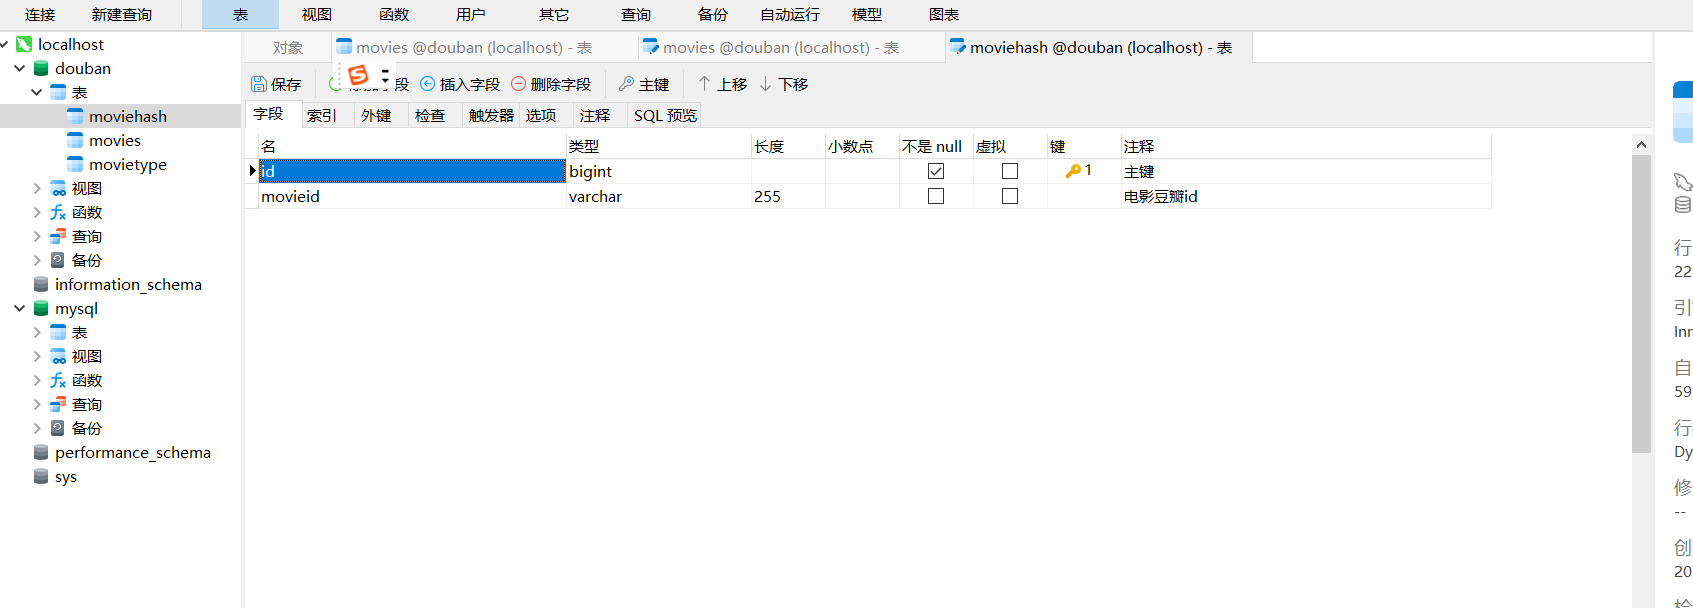 连接 新建查询 表 视图 函数 用户 其它 查询 备份 自动运行 模型 图表
localhost
douban
表
moviehash
movies
movietype
视图
函数
查询
备份
information_schema
mysql
表
视图
函数
查询
备份
performance_schema
sys
对象 movies @douban (localhost) - 表 movies @douban (localhost) - 表 moviehash @douban (localhost) - 表
保存 段 插入字段 删除字段 主键 上移 下移
字段 索引 外键 检查 触发器 选项 注释 SQL 预览
名 类型 长度 小数点 不是 null 虚拟 键 注释
id bigint 1 主键
movieid varchar 255 电影豆瓣id
行
22
引
Inn
自
59
行
Dy
修
--
创
20